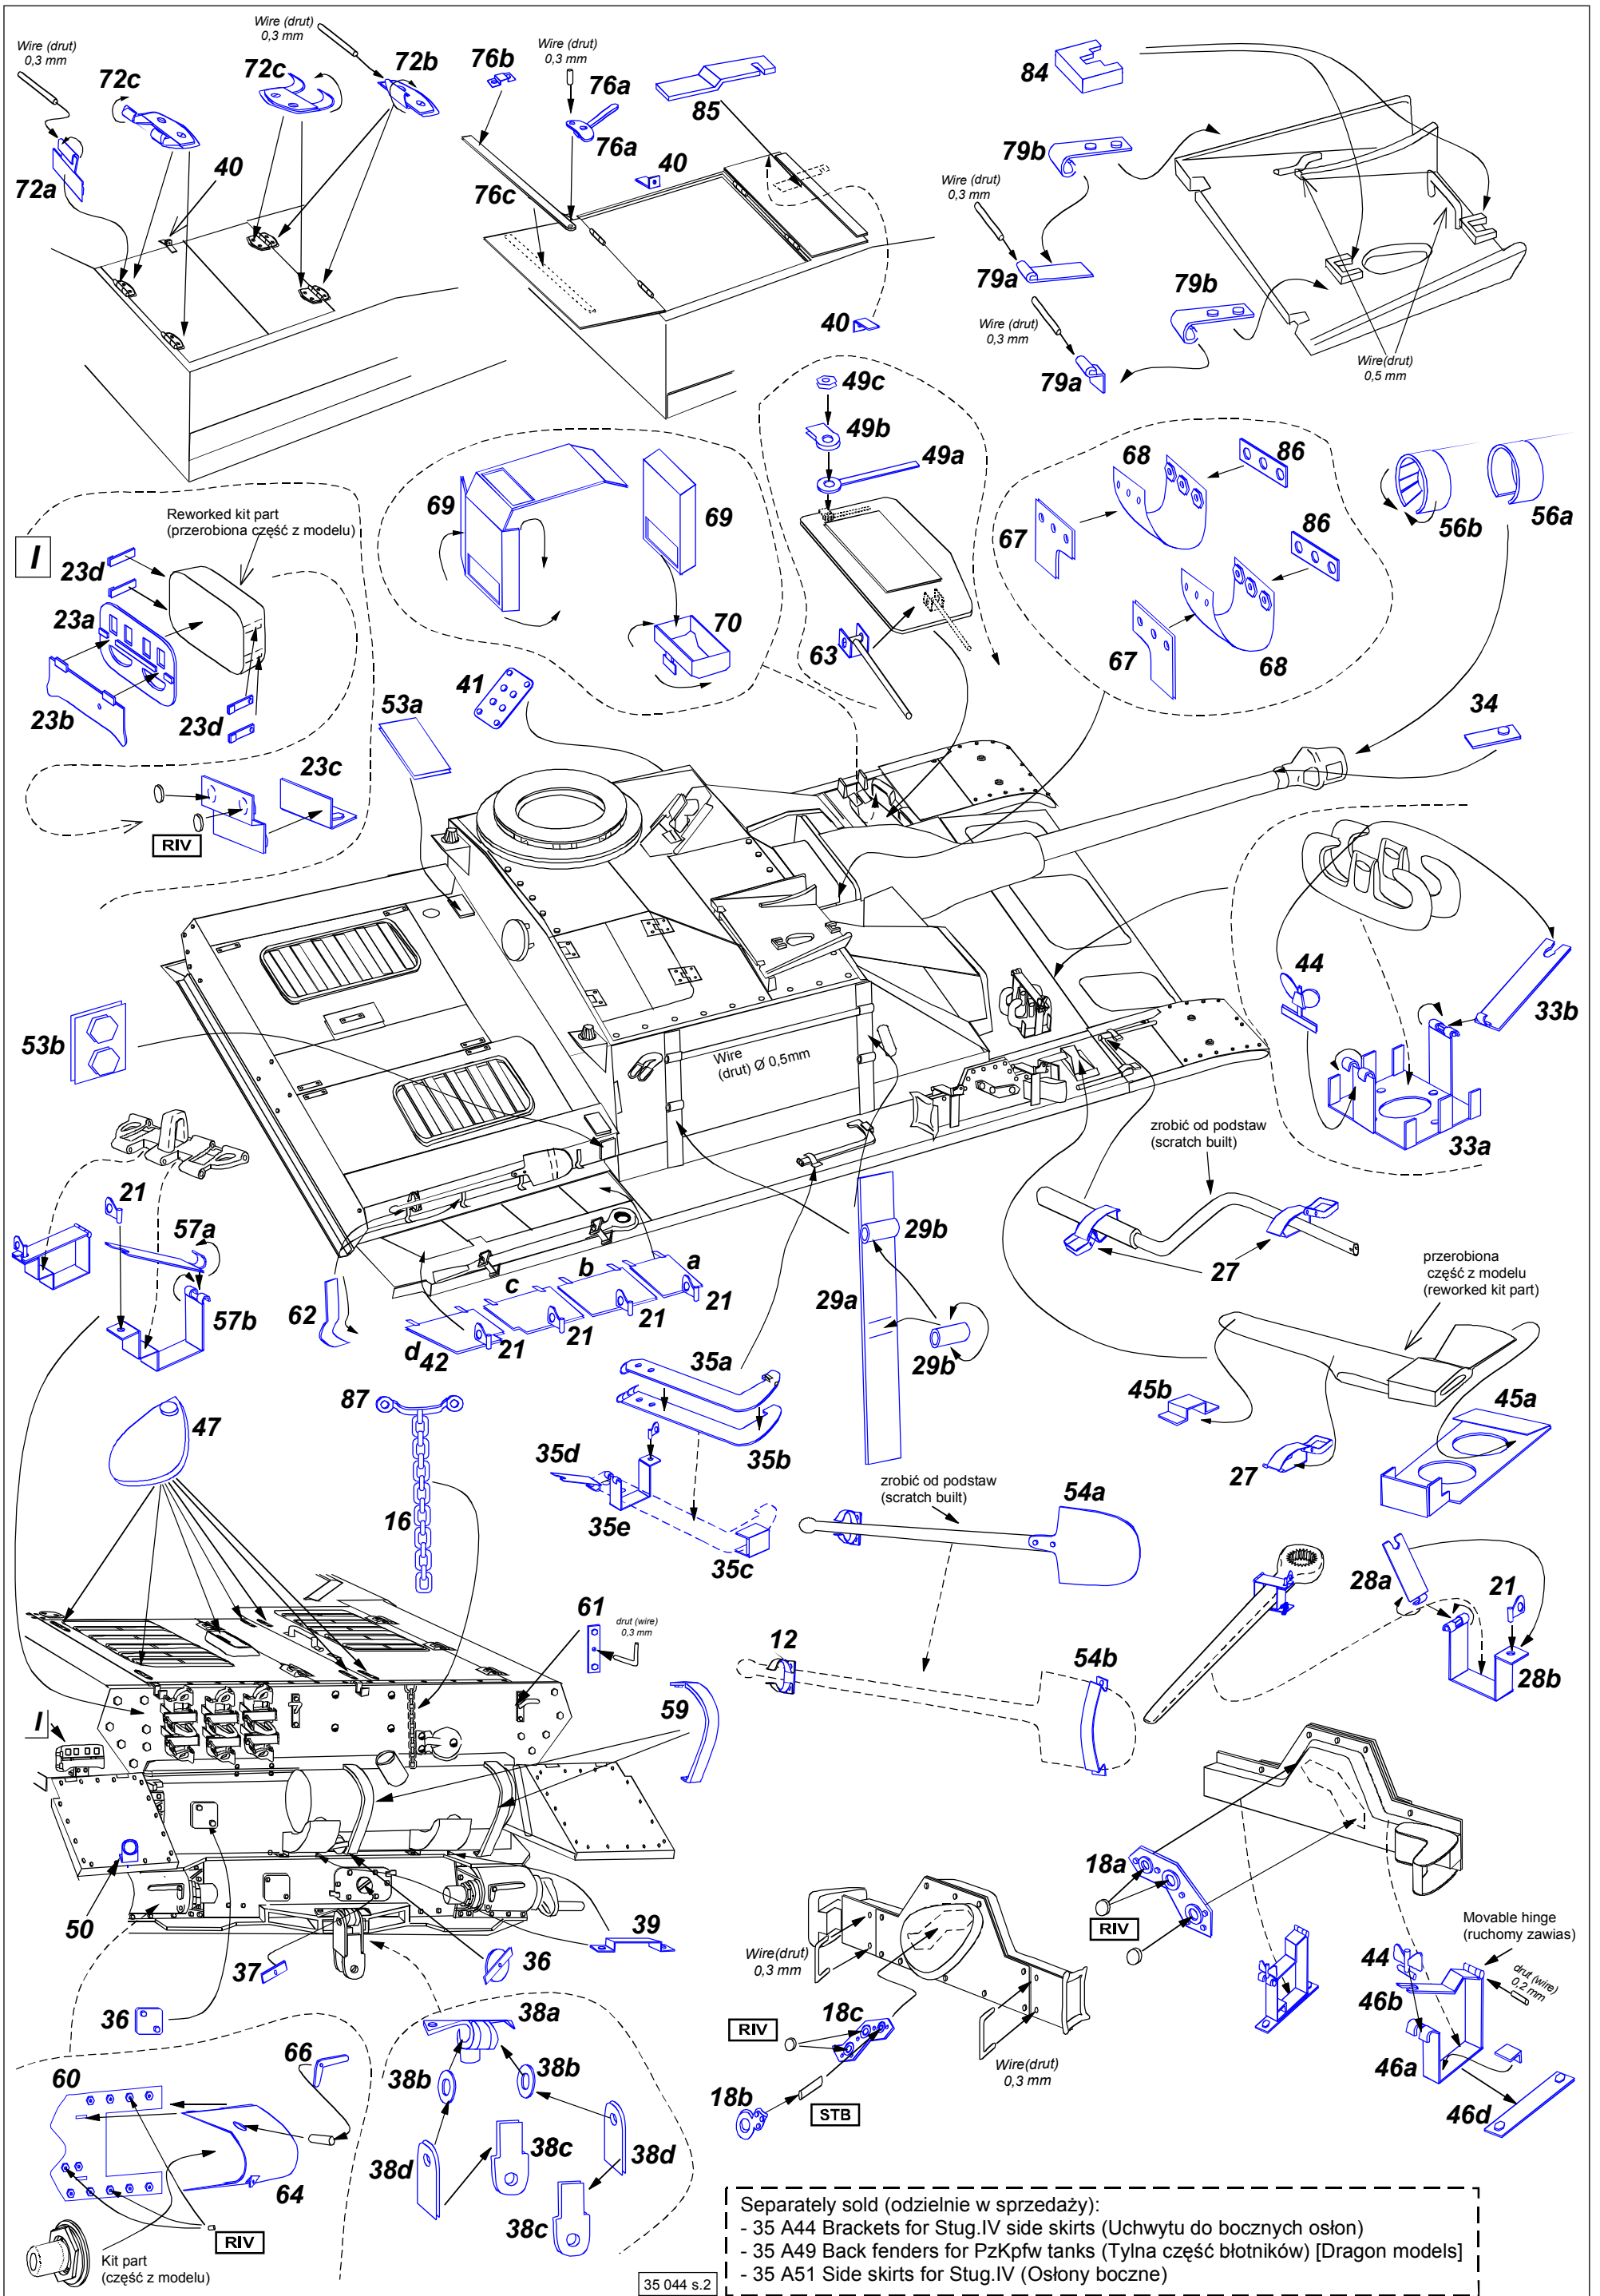 Wire (drut)
0,3 mm
72c
72a
40
Wire (drut)
0,3 mm
72c
72b
76b
Wire (drut)
0,3 mm
76a
76a
76c
40
85
40
84
79b
Wire (drut)
0,3 mm
79a
79b
Wire (drut)
0,3 mm
79a
Wire(drut)
0,5 mm
I
Reworked kit part
(przerobiona część z modelu)
23d
23a
23b
23d
23c
RIV
69
69
70
49c
49b
49a
63
68
86
67
86
67
68
56b
56a
34
41
53a
53b
44
33b
33a
Wire
(drut) Ø 0,5mm
zrobić od podstaw
(scratch built)
27
21
57a
57b
62
a
b
c
d
42
21
21
21
21
29b
29a
29b
przerobiona
część z modelu
(reworked kit part)
45b
45a
27
47
87
16
35a
35b
35d
35e
35c
zrobić od podstaw
(scratch built)
54a
12
54b
28a
21
28b
61
drut (wire)
0,3 mm
59
I
7
50
37
36
39
36
18a
RIV
Wire(drut)
0,3 mm
18c
RIV
18b
STB
Wire(drut)
0,3 mm
Movable hinge
(ruchomy zawias)
44
drut (wire)
0,2 mm
46b
46a
46d
60
66
64
RIV
Kit part
(część z modelu)
38a
38b
38b
38c
38d
38d
38c
Separately sold (odzielnie w sprzedaży):
- 35 A44 Brackets for Stug.IV side skirts (Uchwytu do bocznych osłon)
- 35 A49 Back fenders for PzKpfw tanks (Tylna część błotników) [Dragon models]
- 35 A51 Side skirts for Stug.IV (Osłony boczne)
35 044 s.2